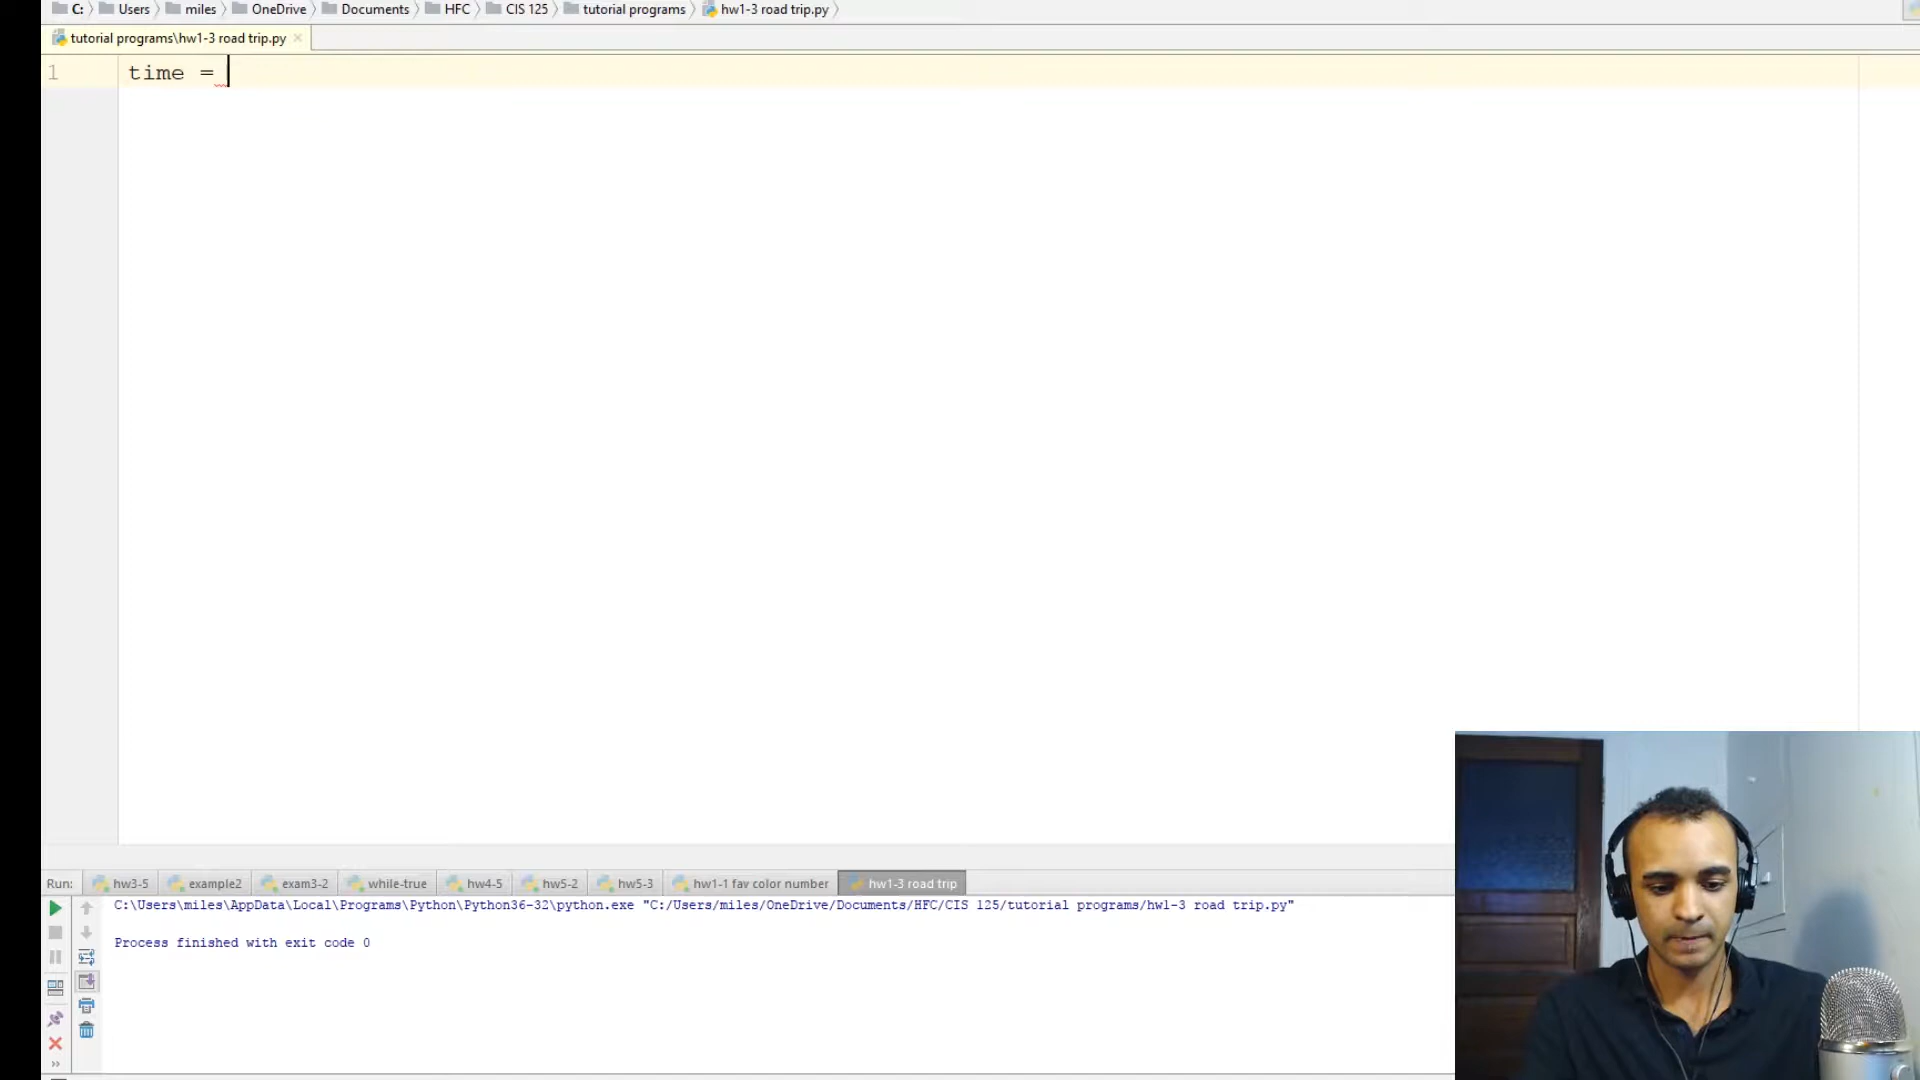 C: Users miles OneDrive Documents HFC CIS 125 tutorial programs hw1-3 road trip.py
tutorial programs\hw1-3 road trip.py
1 time =
Run: hw3-5 example2 exam3-2 while-true hw4-5 hw5-2 hw5-3 hw1-1 fav color number hw1-3 road trip
C:\Users\miles\AppData\Local\Programs\Python\Python36-32\python.exe "C:/Users/miles/OneDrive/Documents/HFC/CIS 125/tutorial programs/hw1-3 road trip.py"
Process finished with exit code 0